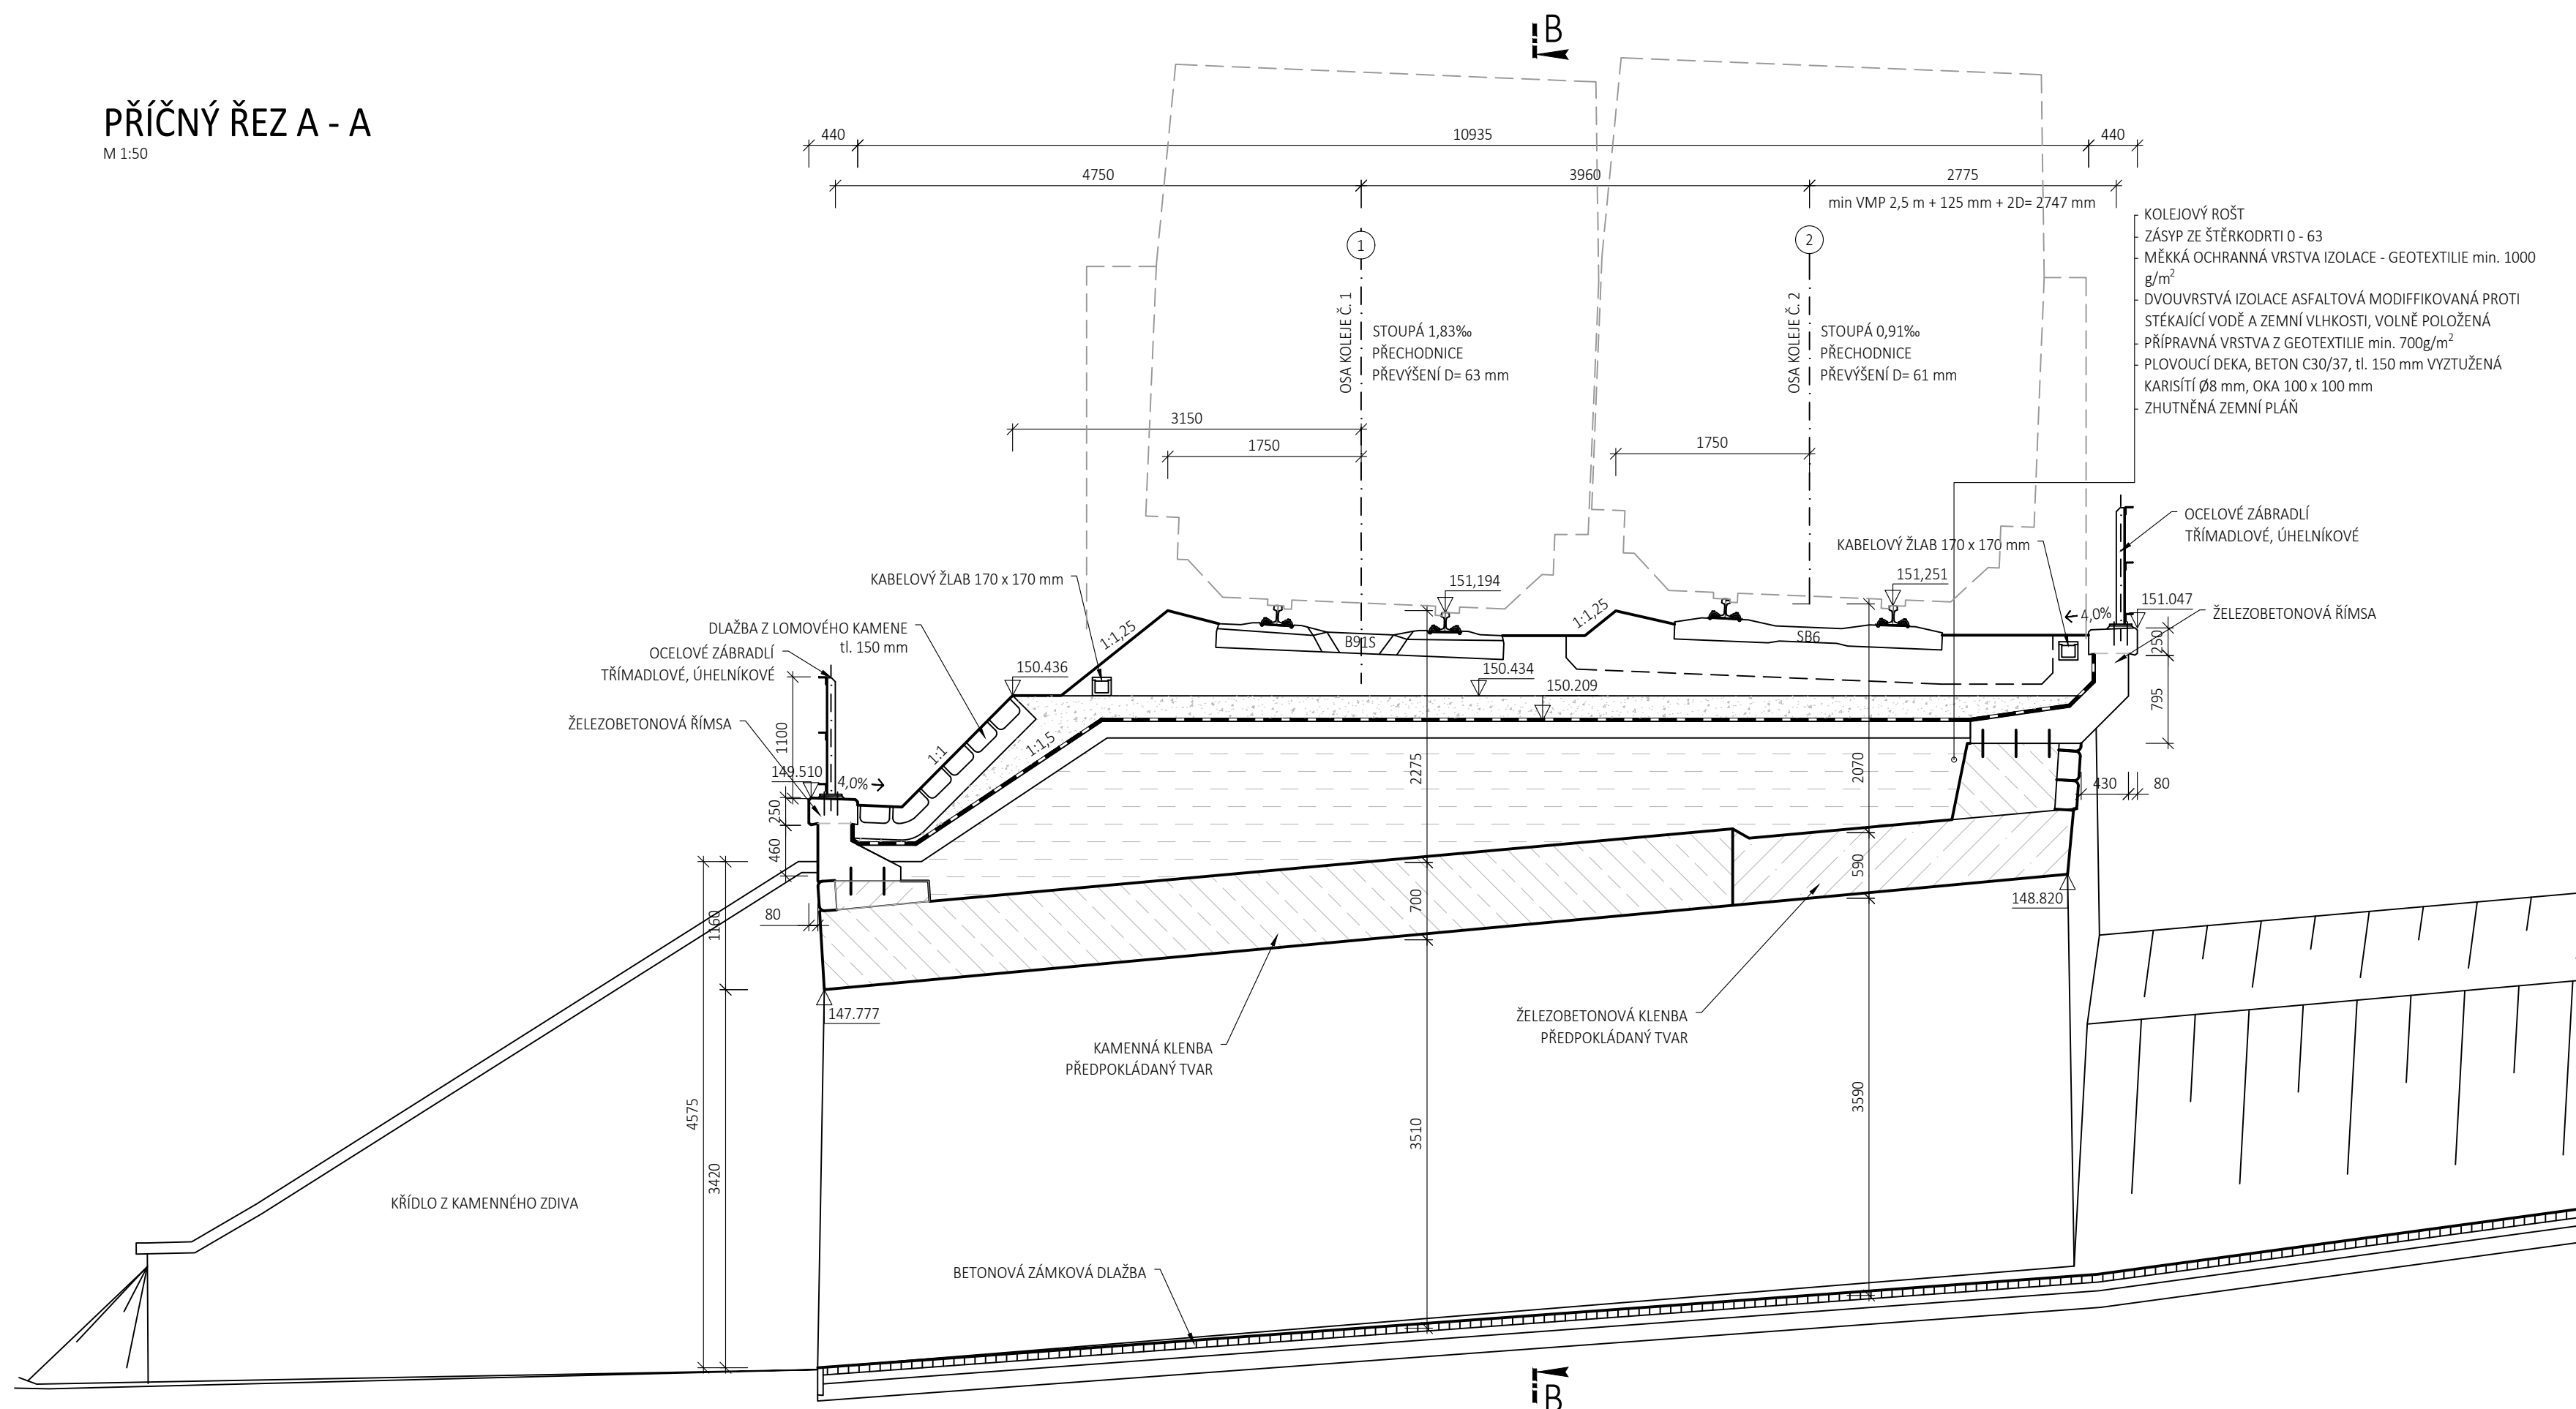 B
PŘÍČNÝ ŘEZ A - A
M 1:50
440
10935
440
4750
3960
2775
min VMP 2,5 m + 125 mm + 2D= 2747 mm
KOLEJOVÝ ROŠT
ZÁSYP ZE ŠTĚRKODRTI 0 - 63
MĚKKÁ OCHRANNÁ VRSTVA IZOLACE - GEOTEXTILIE min. 1000
g/m²
DVOUVRSTVÁ IZOLACE ASFALTOVÁ MODIFFIKOVANÁ PROTI
STÉKAJÍCÍ VODĚ A ZEMNÍ VLHKOSTI, VOLNĚ POLOŽENÁ
PŘÍPRAVNÁ VRSTVA Z GEOTEXTILIE min. 700g/m²
PLOVOUCÍ DEKA, BETON C30/37, tl. 150 mm VYZTUŽENÁ
KARISÍTÍ Ø8 mm, OKA 100 x 100 mm
ZHUTNĚNÁ ZEMNÍ PLÁŇ
1
2
OSA KOLEJE Č. 1
STOUPÁ 1,83‰
PŘECHODNICE
PŘEVÝŠENÍ D= 63 mm
OSA KOLEJE Č. 2
STOUPÁ 0,91‰
PŘECHODNICE
PŘEVÝŠENÍ D= 61 mm
3150
1750
1750
OCELOVÉ ZÁBRADLÍ
TŘÍMADLOVÉ, ÚHELNÍKOVÉ
KABELOVÝ ŽLAB 170 x 170 mm
KABELOVÝ ŽLAB 170 x 170 mm
151,194
151,251
151.047
4,0%
ŽELEZOBETONOVÁ ŘÍMSA
DLAŽBA Z LOMOVÉHO KAMENE
tl. 150 mm
1:1,25
1:1,25
B91S
SB6
250
OCELOVÉ ZÁBRADLÍ
TŘÍMADLOVÉ, ÚHELNÍKOVÉ
150.436
150.434
150.209
795
ŽELEZOBETONOVÁ ŘÍMSA
1100
1:1
1:1,5
149.510
4,0%
2275
2070
430
80
250
460
590
700
148.820
80
1160
147.777
KAMENNÁ KLENBA
PŘEDPOKLÁDANÝ TVAR
ŽELEZOBETONOVÁ KLENBA
PŘEDPOKLÁDANÝ TVAR
4575
3420
3510
3590
KŘÍDLO Z KAMENNÉHO ZDIVA
BETONOVÁ ZÁMKOVÁ DLAŽBA
B